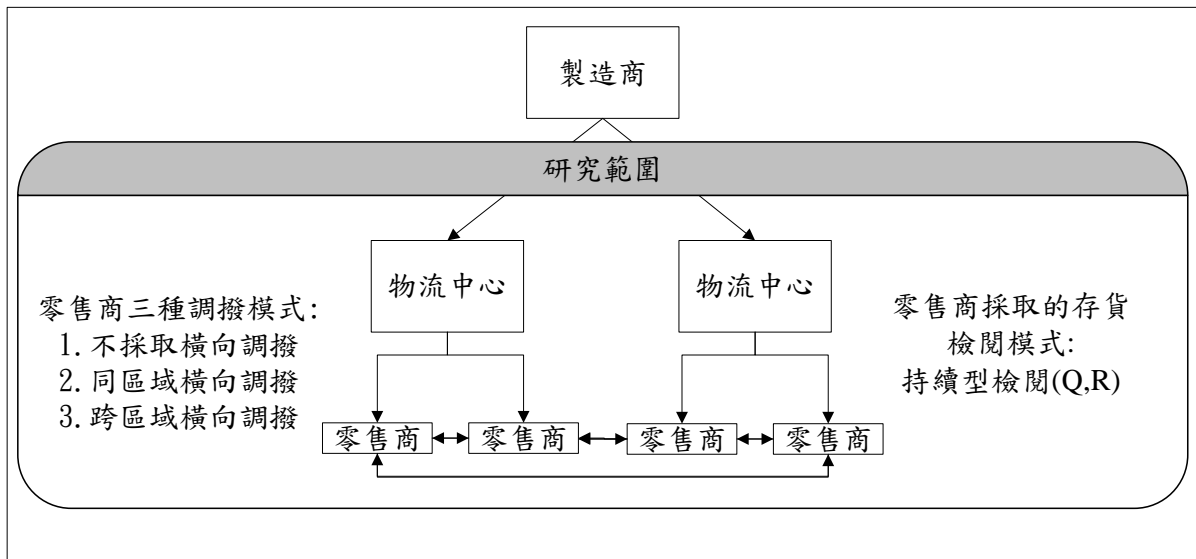 製造商
研究範圍
物流中心
物流中心
零售商三種調撥模式:
1.不採取橫向調撥
2.同區域橫向調撥
3.跨區域橫向調撥
零售商採取的存貨
檢閱模式:
持續型檢閱(Q,R)
零售商
零售商
零售商
零售商